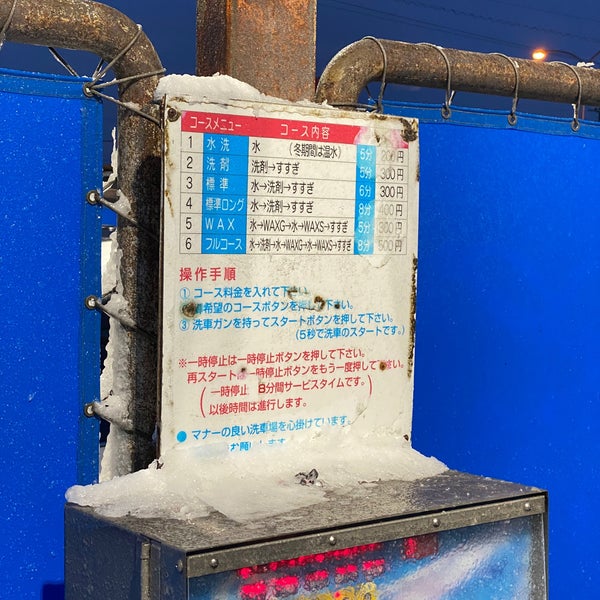 コースメニュー コース内容
1 水洗 水 (冬期間は温水) 5分 200円
2 洗剤 洗剤→すすぎ 5分 300円
3 標準 水→洗剤→すすぎ 6分 300円
4 標準ロング 水→洗剤→すすぎ 8分 400円
5 WAX 水→WAXG→水→WAXS→すすぎ 5分 300円
6 フルコース 水→洗剤→水→WAXG→水→WAXS→すすぎ 8分 500円
操作手順
① コース料金を入れて下さい。
希望のコースボタンを押して下さい。
③ 洗車ガンを持ってスタートボタンを押して下さい。
(5秒で洗車のスタートです。)
※一時停止は一時停止ボタンを押して下さい。
再スタートは一時停止ボタンをもう一度押して下さい。
(一時停止 8分間サービスタイムです。
以後時間は進行します。)
● マナーの良い洗車場を心掛けています。
お願いします